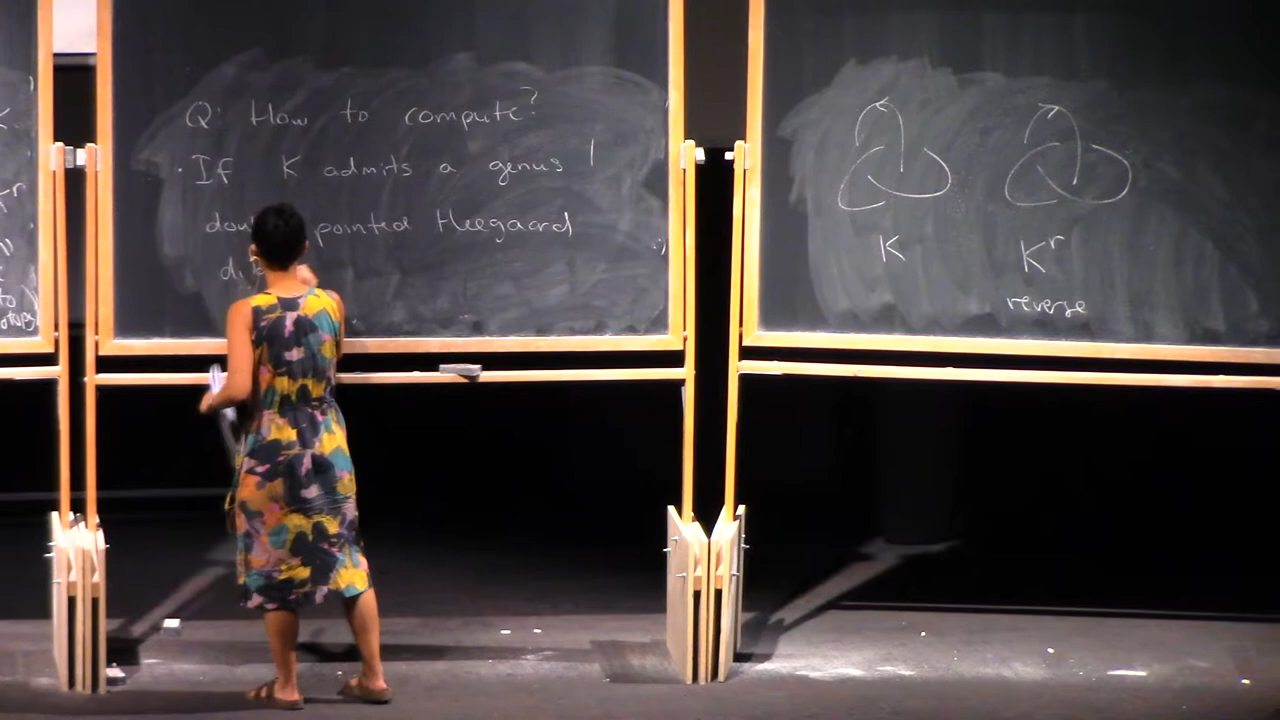 Q: How to compute?
· If K admits a genus 1
pointed Heegaard
K
K^r
reverse